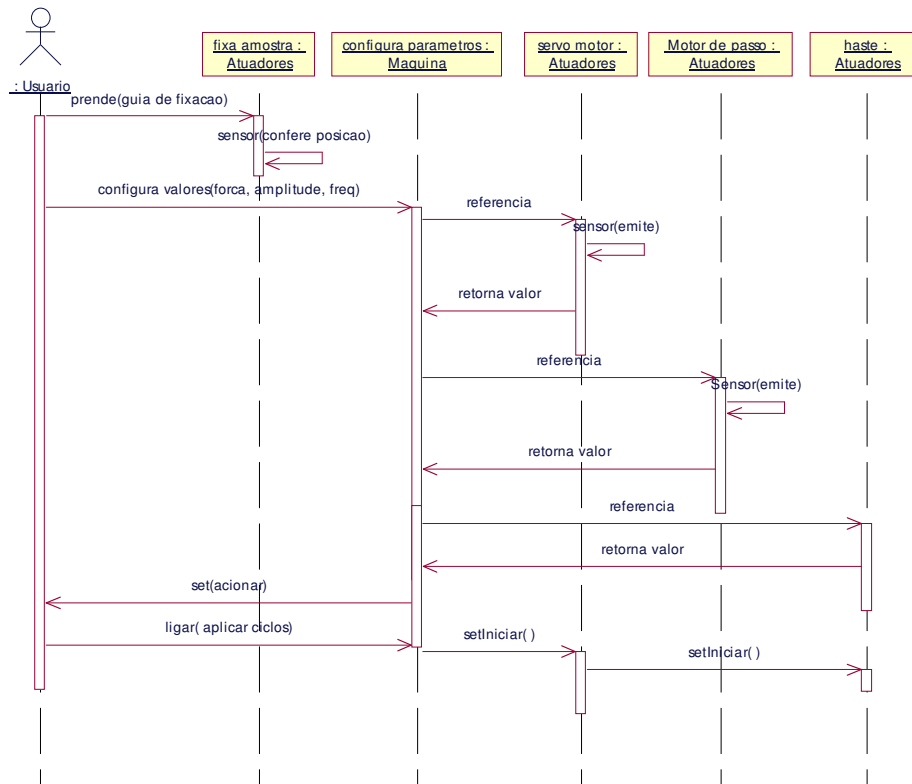 fixa amostra :
Atuadores
configura parametros :
Maquina
servo motor :
Atuadores
Motor de passo :
Atuadores
haste :
Atuadores
: Usuario
prende(guia de fixacao)
sensor(confere posicao)
configura valores(forca, amplitude, freq)
referencia
sensor(emite)
retorna valor
referencia
Sensor(emite)
retorna valor
referencia
retorna valor
set(acionar)
ligar( aplicar ciclos)
setIniciar( )
setIniciar( )